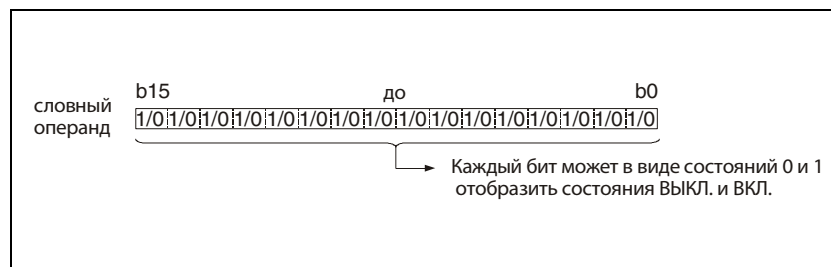 b15 до b0
словный
операнд
1/0 1/0 1/0 1/0 1/0 1/0 1/0 1/0 1/0 1/0 1/0 1/0 1/0 1/0 1/0 1/0
Каждый бит может в виде состояний 0 и 1
отобразить состояния ВЫКЛ. и ВКЛ.